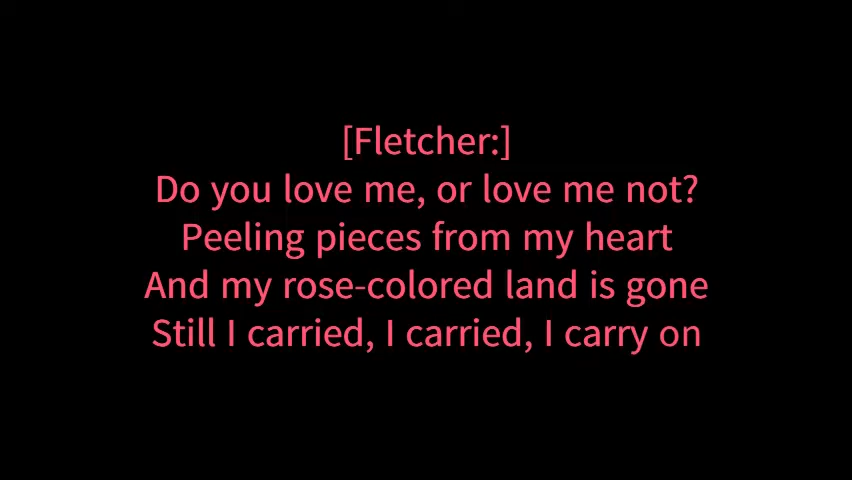 [Fletcher:]
Do you love me, or love me not?
Peeling pieces from my heart
And my rose-colored land is gone
Still I carried, I carried, I carry on